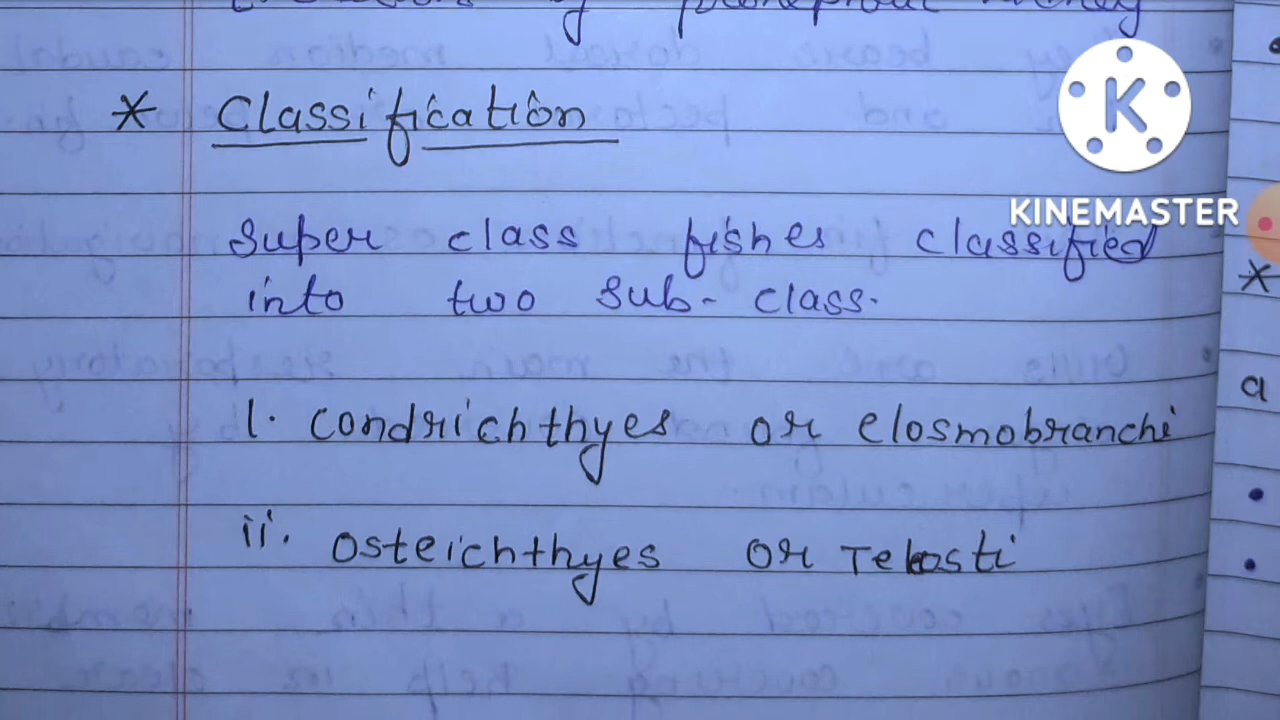 * Classification
K
KINEMASTER
Super class fishes classified
into two sub-class.
*
a
i. Condrichthyes or elosmobranchi
ii. Osteichthyes or Teleosti